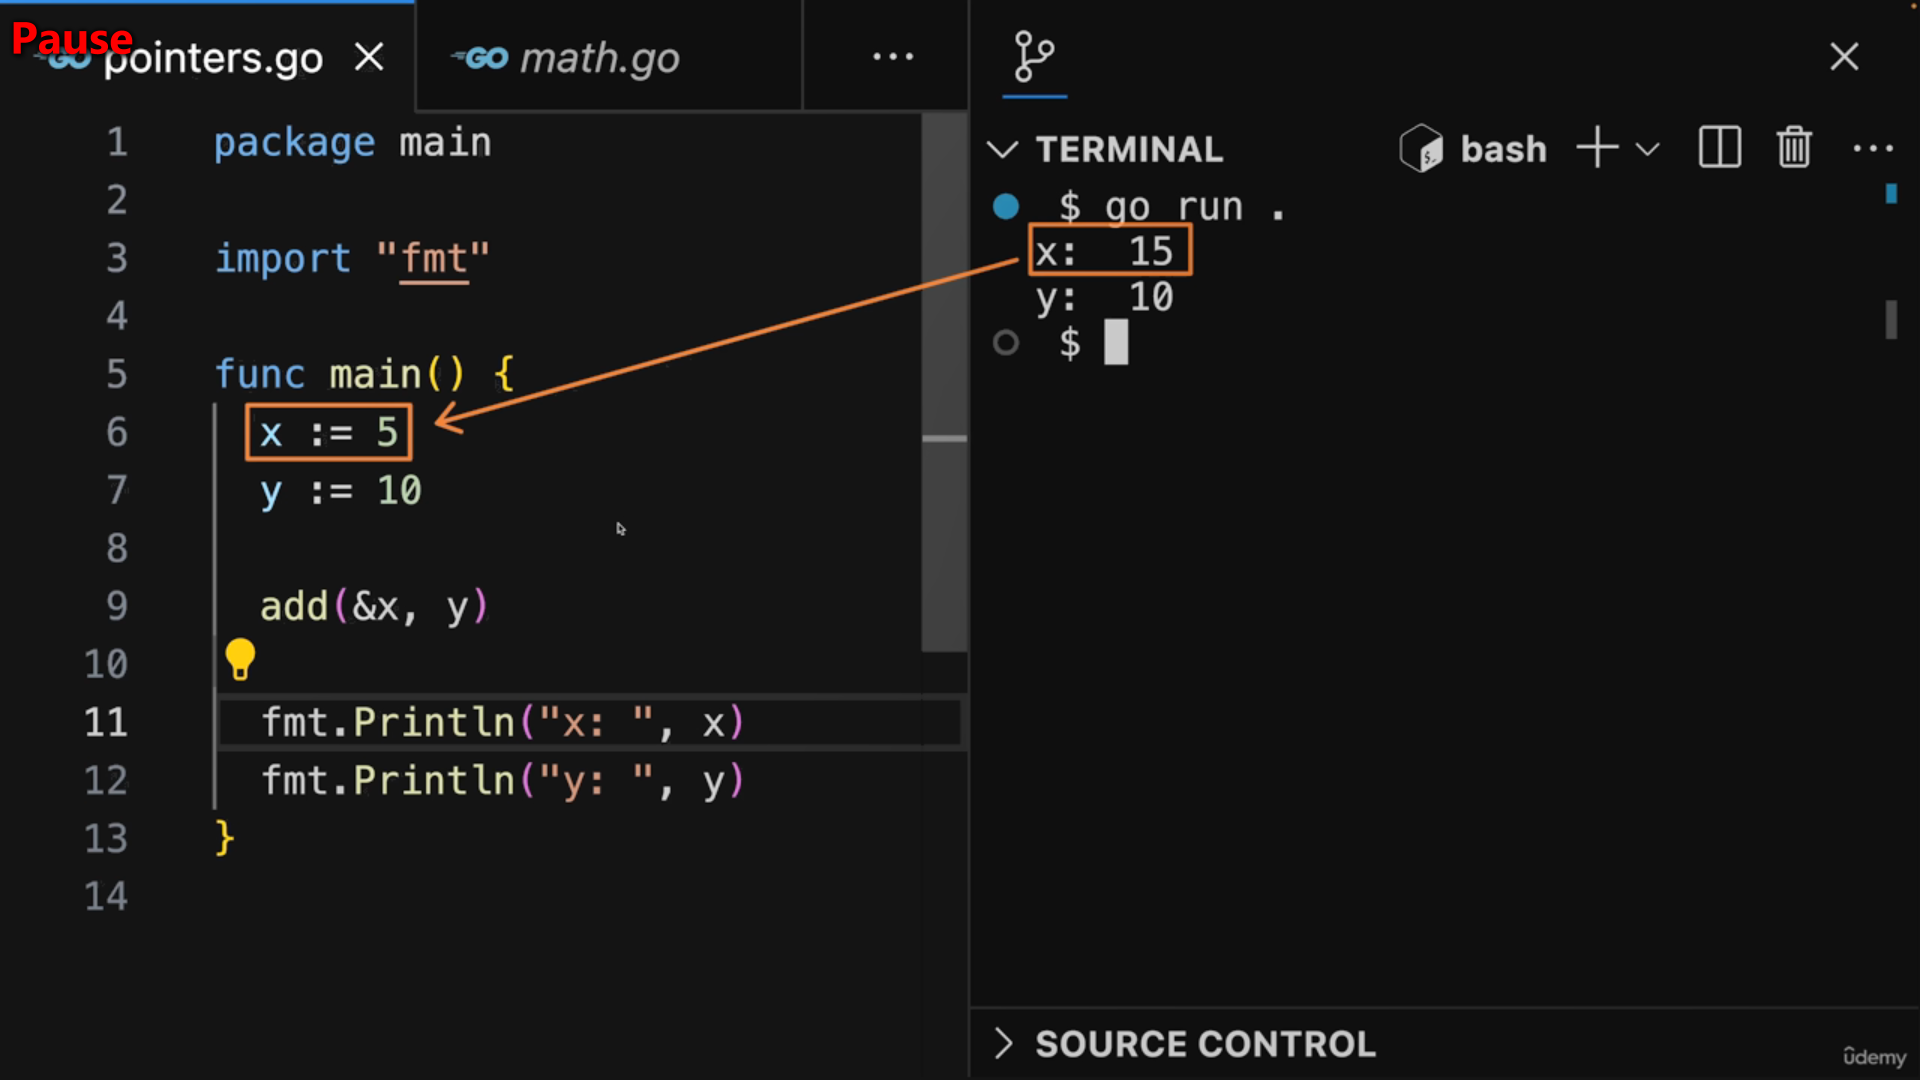 Pause
pointers.go
math.go
1 package main
2
3 import "fmt"
4
5 func main() {
6 x := 5
7 y := 10
8
9 add(&x, y)
10
11 fmt.Println("x: ", x)
12 fmt.Println("y: ", y)
13 }
14
TERMINAL
bash
$ go run .
x:  15
y:  10
$
SOURCE CONTROL
ûdemy